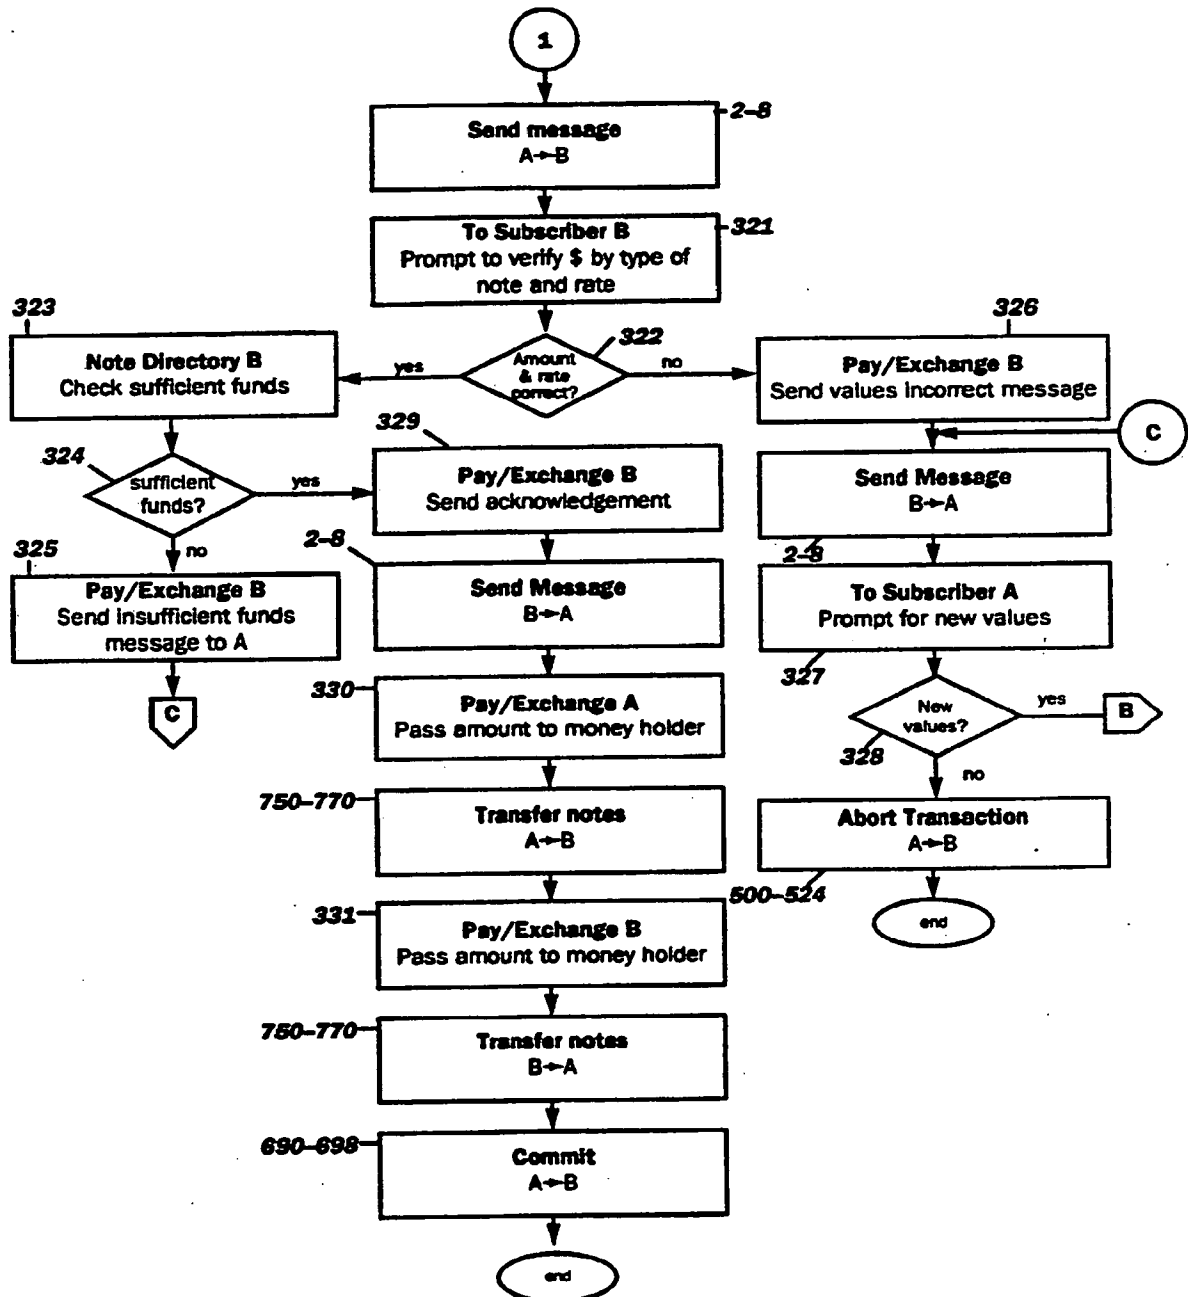 1
2-8
Send message
A→B
321
To Subscriber B
Prompt to verify $ by type of
note and rate
323
322
326
Note Directory B
Check sufficient funds
yes
Amount
& rate
correct?
no
Pay/Exchange B
Send values incorrect message
C
324
sufficient
funds?
yes
no
329
Pay/Exchange B
Send acknowledgement
Send Message
B→A
2-8
325
Pay/Exchange B
Send insufficient funds
message to A
C
2-8
Send Message
B→A
To Subscriber A
Prompt for new values
327
330
Pay/Exchange A
Pass amount to money holder
New
values?
yes
B
328
no
750-770
Transfer notes
A→B
Abort Transaction
A→B
500-524
end
331
Pay/Exchange B
Pass amount to money holder
750-770
Transfer notes
B→A
690-698
Commit
A→B
end